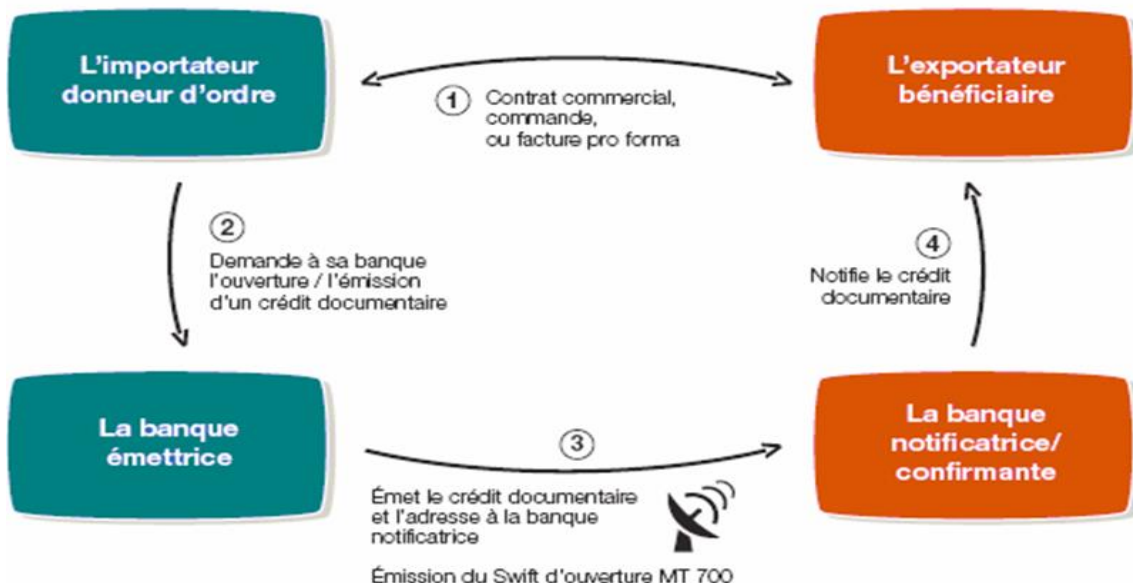 L'importateur
donneur d'ordre
L'exportateur
bénéficiaire
1
Contrat commercial,
commande,
ou facture pro forma
2
Demande à sa banque
l'ouverture / l'émission
d'un crédit documentaire
4
Notifie le crédit
documentaire
La banque
émettrice
La banque
notificatrice/
confirmante
3
Émet le crédit documentaire
et l'adresse à la banque
notificatrice
Émission du Swift d'ouverture MT 700